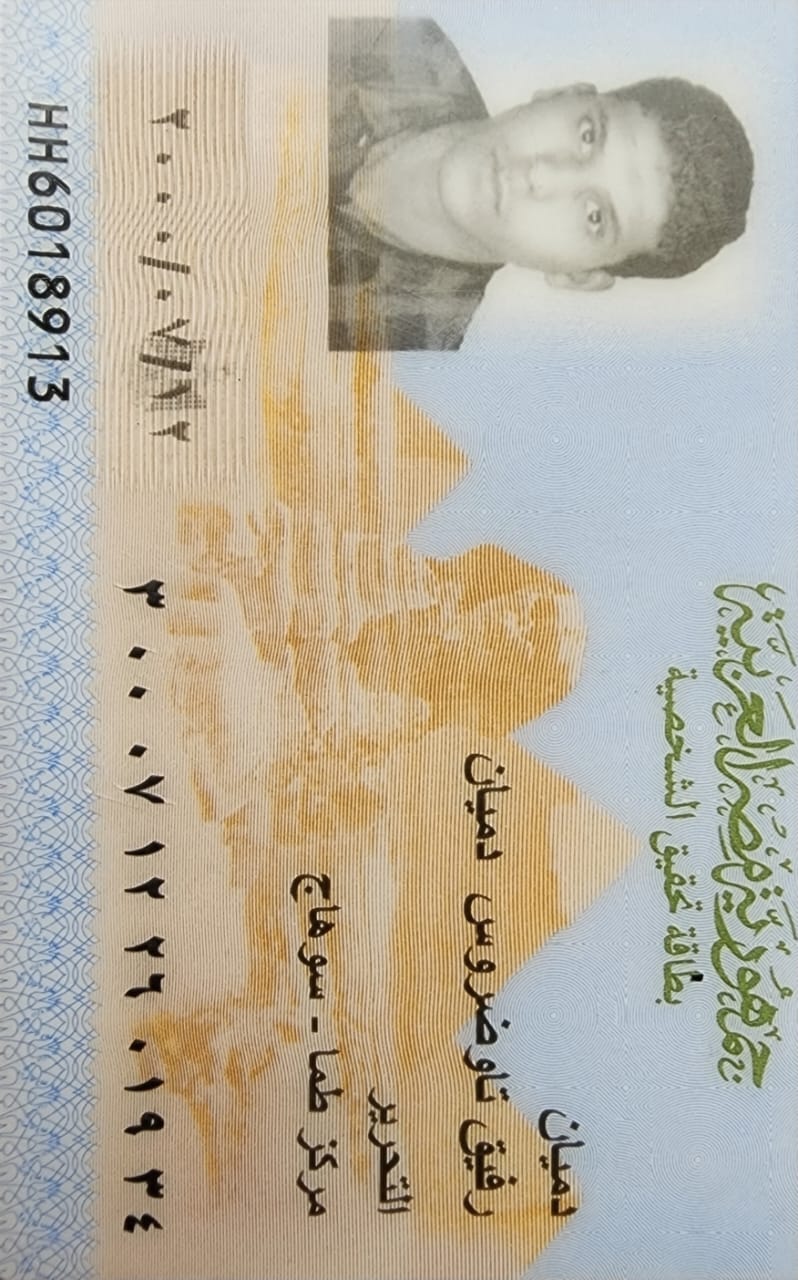 جمهورية مصر العربية
بطاقة تحقيق الشخصية
دميان
رفيق تاوضروس دميان
التحرير
مركز طما - سوهاج
٢٠٠٠/٠٧/١٢
٣ ٠٠ ٠٧ ١٢ ٢٦ ٠١٩ ٣٤
HH6018913